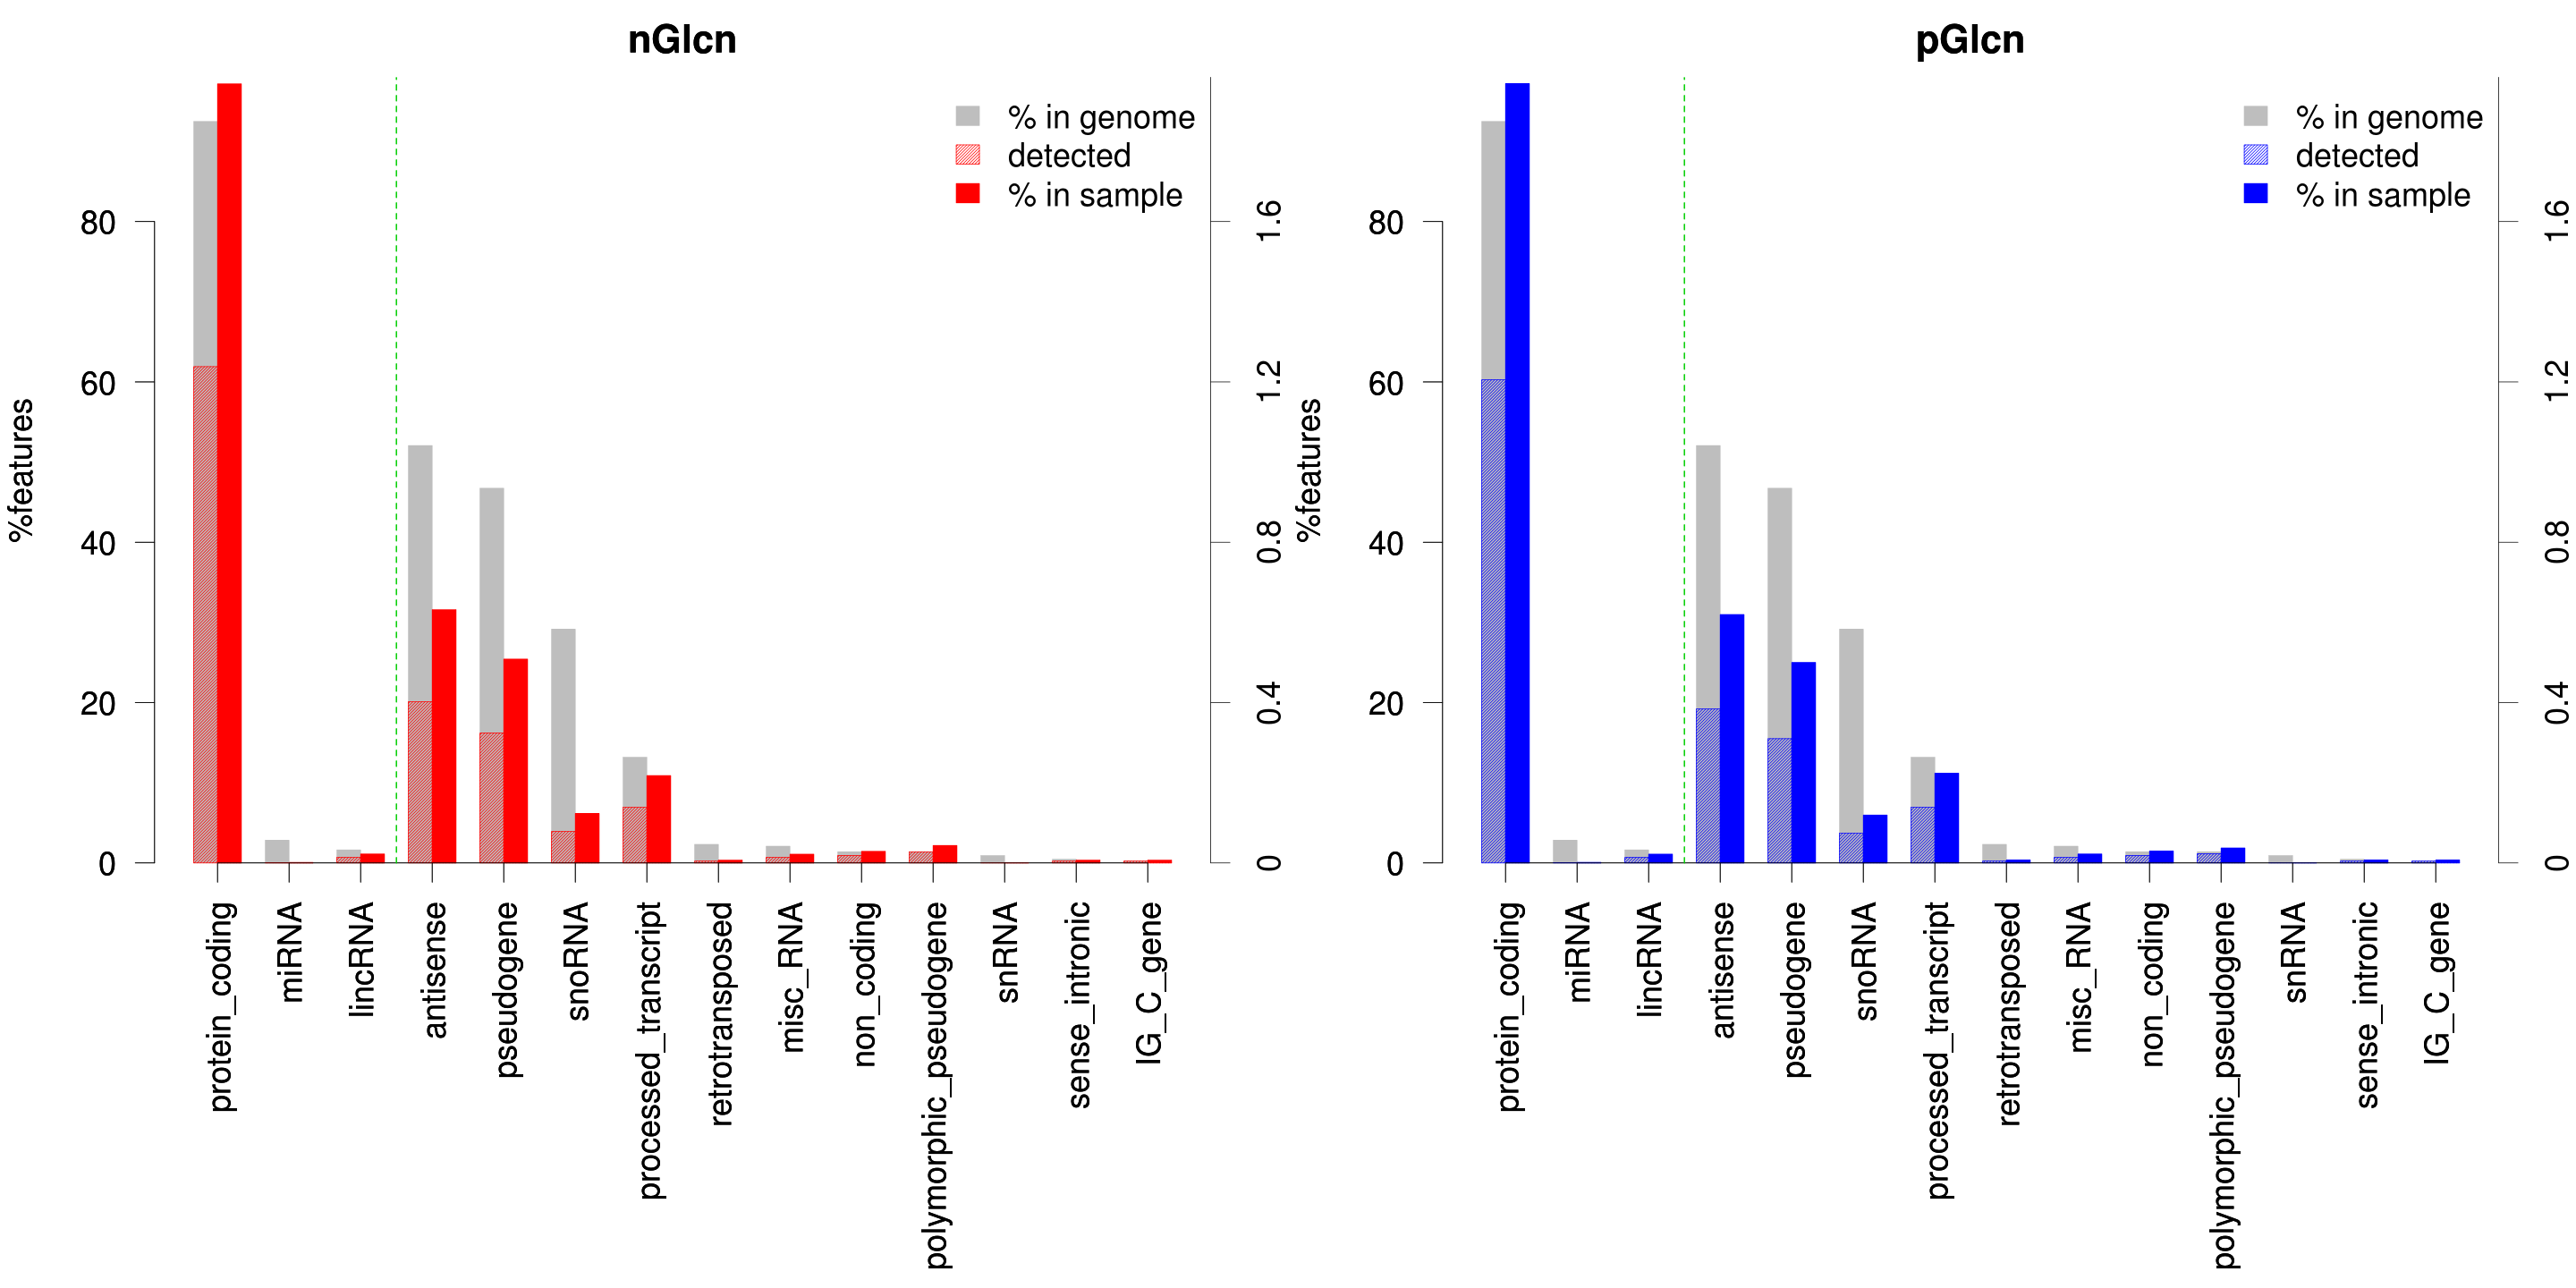 nGlcn
% in genome
detected
% in sample
%features
80
60
40
20
0
1.6
1.2
0.8
0.4
0
protein_coding
miRNA
lincRNA
antisense
pseudogene
snoRNA
processed_transcript
retrotransposed
misc_RNA
non_coding
polymorphic_pseudogene
snRNA
sense_intronic
IG_C_gene
pGlcn
% in genome
detected
% in sample
%features
80
60
40
20
0
1.6
1.2
0.8
0.4
0
protein_coding
miRNA
lincRNA
antisense
pseudogene
snoRNA
processed_transcript
retrotransposed
misc_RNA
non_coding
polymorphic_pseudogene
snRNA
sense_intronic
IG_C_gene